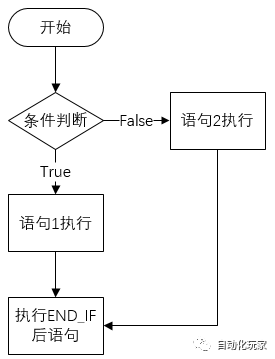 开始
条件判断
False
语句2执行
True
语句1执行
执行END_IF
后语句
自动化玩家